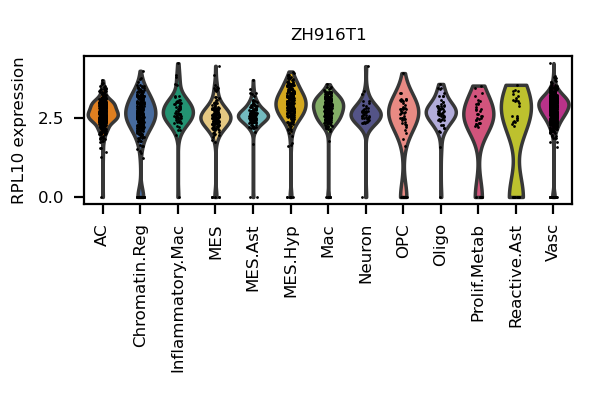 ZH916T1
RPL10 expression
2.5
0.0
AC
Chromatin.Reg
Inflammatory.Mac
MES
MES.Ast
MES.Hyp
Mac
Neuron
OPC
Oligo
Prolif.Metab
Reactive.Ast
Vasc